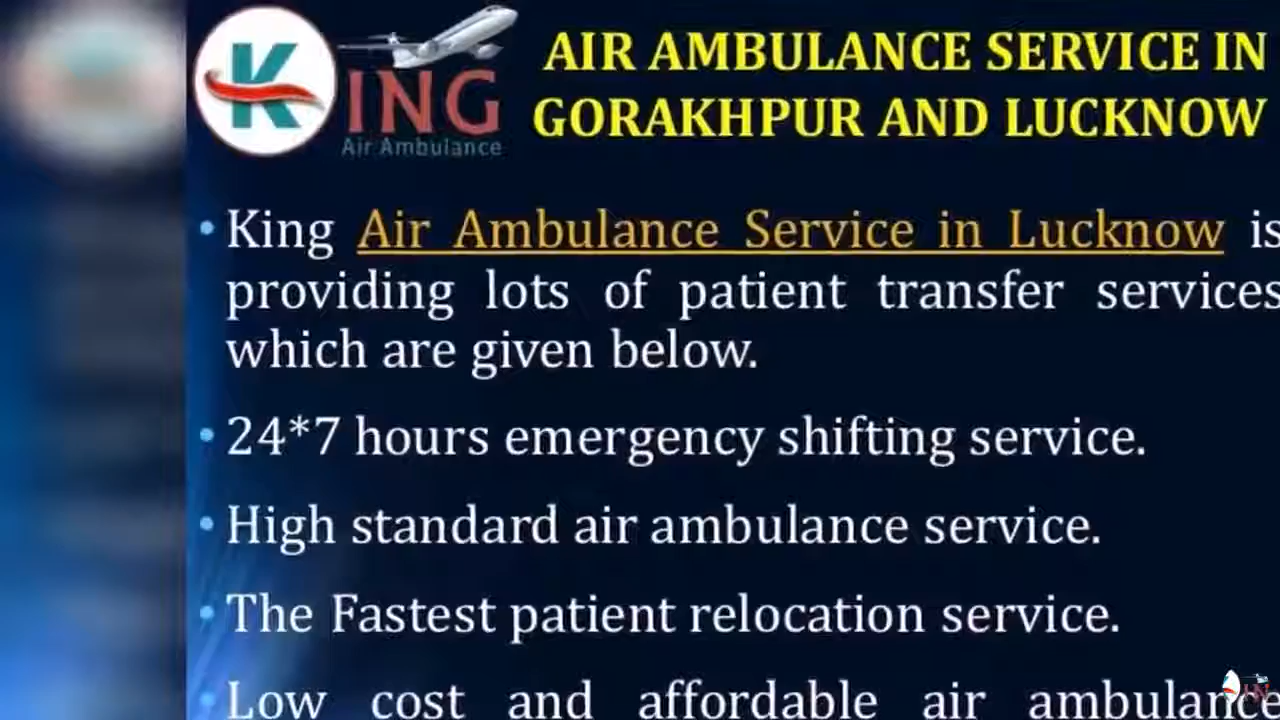 KING
Air Ambulance
AIR AMBULANCE SERVICE IN
GORAKHPUR AND LUCKNOW
• King Air Ambulance Service in Lucknow is
providing lots of patient transfer services
which are given below.
• 24*7 hours emergency shifting service.
• High standard air ambulance service.
• The Fastest patient relocation service.
• Low cost and affordable air ambulance